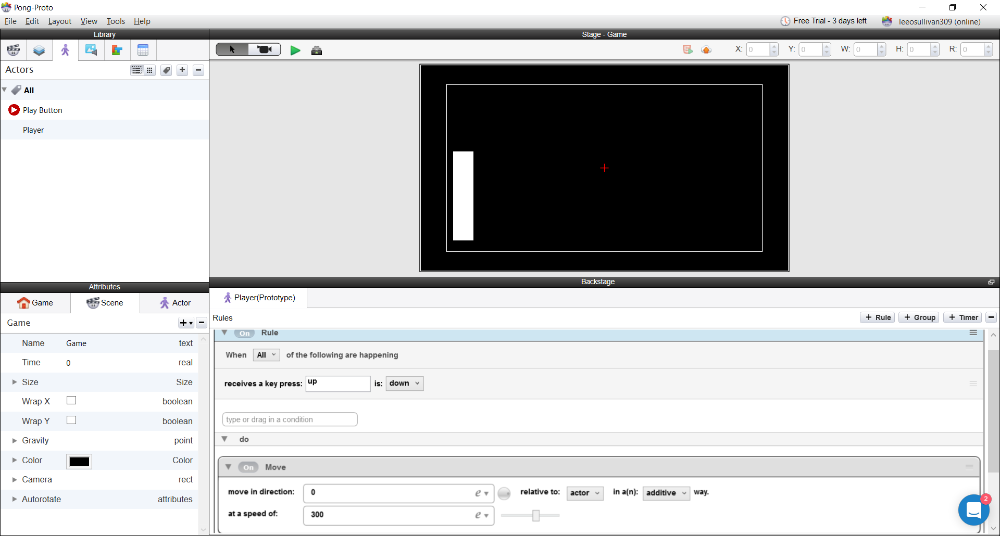 Pong-Proto
File Edit Layout View Tools Help
Free Trial - 3 days left
leeosullivan309 (online)
Library
Stage - Game
X: 0 Y: 0 W: 0 H: 0 R: 0
Actors
All
Play Button
Player
Attributes
Game Scene Actor
Game
Name Game text
Time 0 real
Size Size
Wrap X boolean
Wrap Y boolean
Gravity point
Color Color
Camera rect
Autorotate attributes
Backstage
Player(Prototype)
Rules
+ Rule + Group + Timer
On Rule
When All of the following are happening
receives a key press: up is: down
type or drag in a condition
do
On Move
move in direction: 0 e relative to: actor in a(n): additive way.
at a speed of: 300 e
2